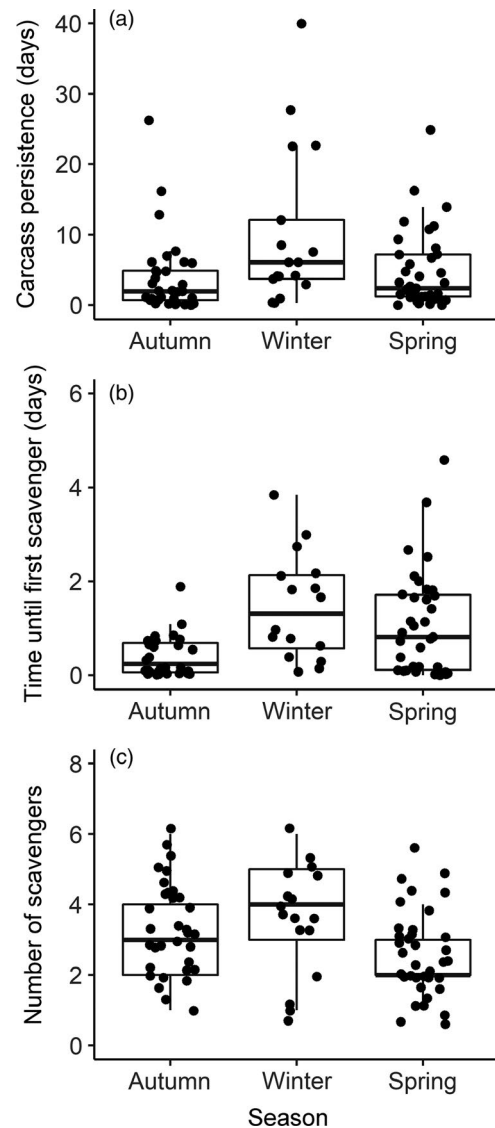 (a)
Carcass persistence (days)
40
30
20
10
0
Autumn Winter Spring
(b)
Time until first scavenger (days)
6
4
2
0
Autumn Winter Spring
(c)
Number of scavengers
8
6
4
2
0
Autumn Winter Spring
Season